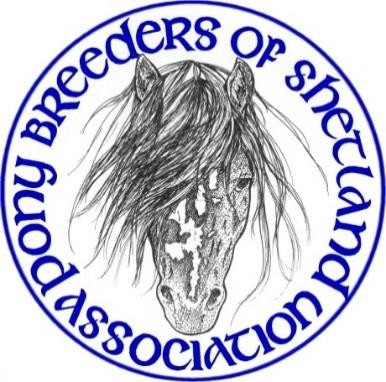 pony BREEDERS OF Shetland
ASSOCIATION